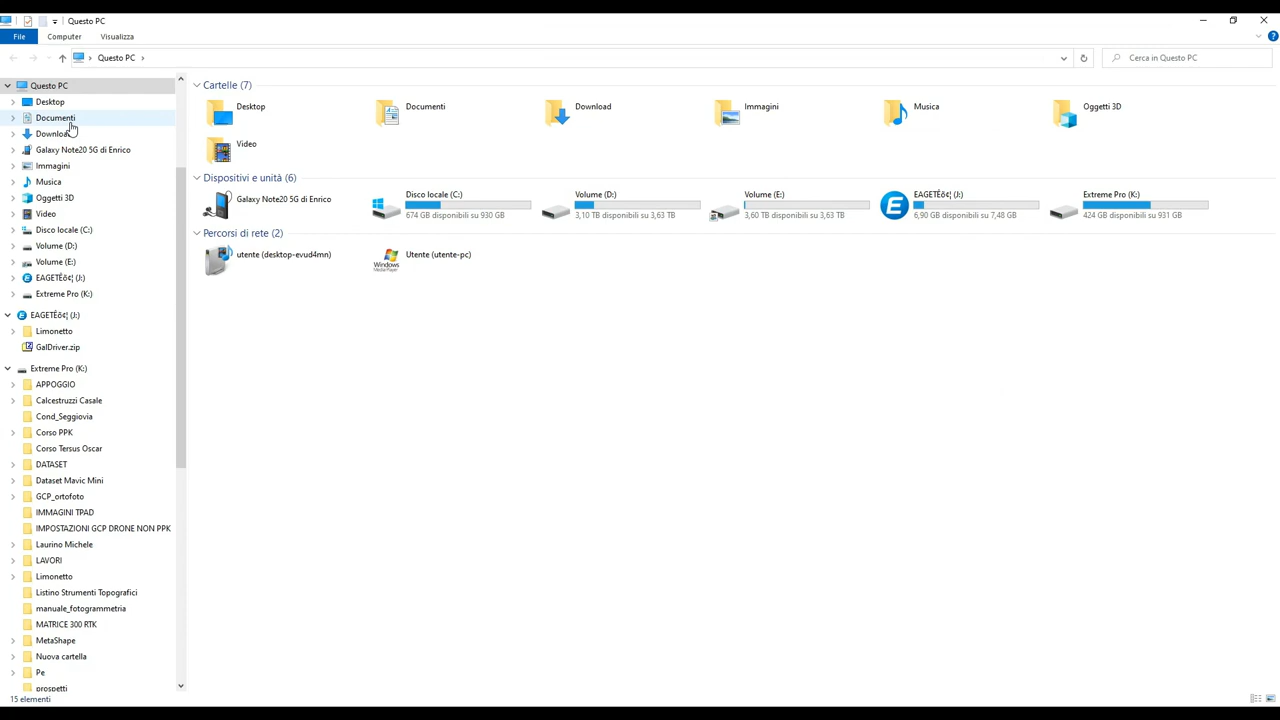 Questo PC
File Computer Visualizza
Questo PC
Cerca in Questo PC
Questo PC
Desktop
Documenti
Download
Galaxy Note20 5G di Enrico
Immagini
Musica
Oggetti 3D
Video
Disco locale (C:)
Volume (D:)
Volume (E:)
EAGETÊõ¢¦ (J:)
Extreme Pro (K:)
EAGETÊõ¢¦ (J:)
Limonetto
GalDriver.zip
Extreme Pro (K:)
APPOGGIO
Calcestruzzi Casale
Cond_Seggiovia
Corso PPK
Corso Tersus Oscar
DATASET
Dataset Mavic Mini
GCP_ortofoto
IMMAGINI TPAD
IMPOSTAZIONI GCP DRONE NON PPK
Laurino Michele
LAVORI
Limonetto
Listino Strumenti Topografici
manuale_fotogrammetria
MATRICE 300 RTK
MetaShape
Nuova cartella
Pe
prospetti
15 elementi
Cartelle (7)
Desktop
Documenti
Download
Immagini
Musica
Oggetti 3D
Video
Dispositivi e unità (6)
Galaxy Note20 5G di Enrico
Disco locale (C:)
674 GB disponibili su 930 GB
Volume (D:)
3,10 TB disponibili su 3,63 TB
Volume (E:)
3,60 TB disponibili su 3,63 TB
EAGETÊõ¢¦ (J:)
6,90 GB disponibili su 7,48 GB
Extreme Pro (K:)
424 GB disponibili su 931 GB
Percorsi di rete (2)
utente (desktop-evud4mn)
Utente (utente-pc)
Windows
Media Player